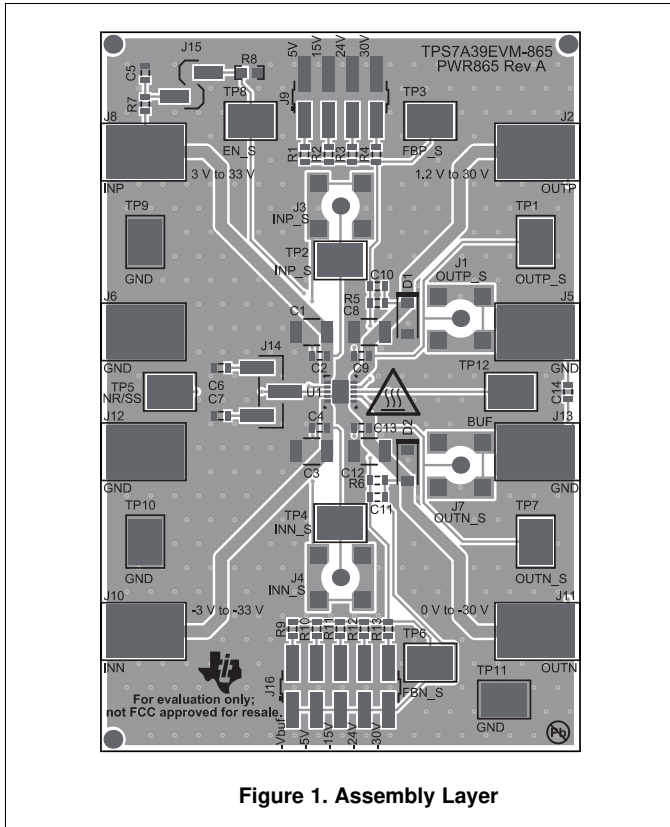 TPS7A39EVM-865
PWR865 Rev A
J15
R8
C5
R7
5V
15V
24V
30V
J9
TP8
EN_S
TP3
FBP_S
R1
R2
R3
R4
J8
INP
3 V to 33 V
J2
OUTP
1.2 V to 30 V
J3
INP_S
TP2
INP_S
TP9
GND
TP1
OUTP_S
J1
OUTP_S
C10
R5
C8
D1
J6
GND
C1
C2
C9
J5
GND
J14
TP5
NR/SS
C6
C7
U1
TP12
BUF
C14
J12
GND
C4
C3
C13
C12
R6
C11
D2
J13
GND
J7
OUTN_S
TP10
GND
TP4
INN_S
TP7
OUTN_S
J4
INN_S
J10
INN
-3 V to -33 V
0 V to -30 V
J11
OUTN
R9
R10
R11
R12
R13
TP6
FBN_S
J16
TP11
GND
For evaluation only;
not FCC approved for resale.
-Vbuf
-5V
-15V
-24V
-30V
Pb
Figure 1. Assembly Layer